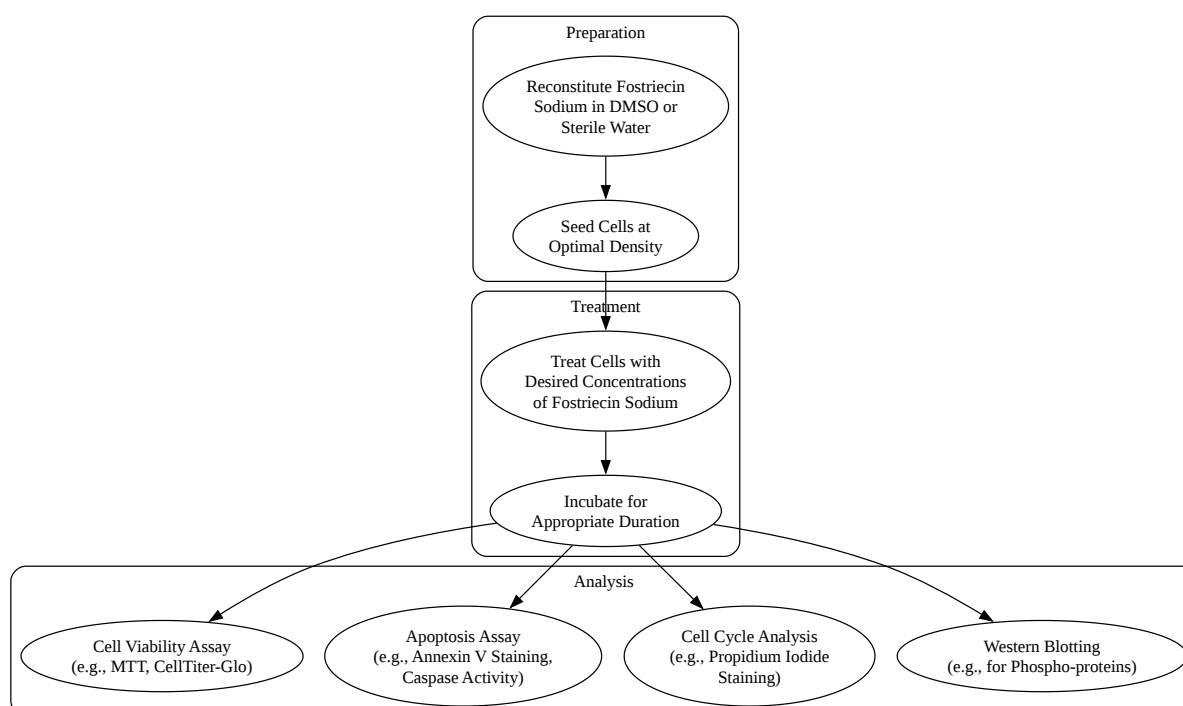 Preparation
Reconstitute Fostriecin
Sodium in DMSO or
Sterile Water
Seed Cells at
Optimal Density
Treatment
Treat Cells with
Desired Concentrations
of Fostriecin Sodium
Incubate for
Appropriate Duration
Analysis
Cell Viability Assay
(e.g., MTT, CellTiter-Glo)
Apoptosis Assay
(e.g., Annexin V Staining,
Caspase Activity)
Cell Cycle Analysis
(e.g., Propidium Iodide
Staining)
Western Blotting
(e.g., for Phospho-proteins)